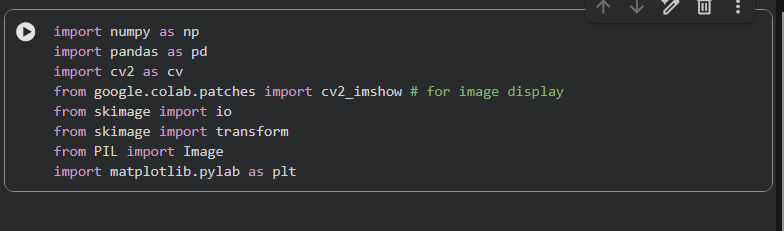 import numpy as np
import pandas as pd
import cv2 as cv
from google.colab.patches import cv2_imshow # for image display
from skimage import io
from skimage import transform
from PIL import Image
import matplotlib.pylab as plt